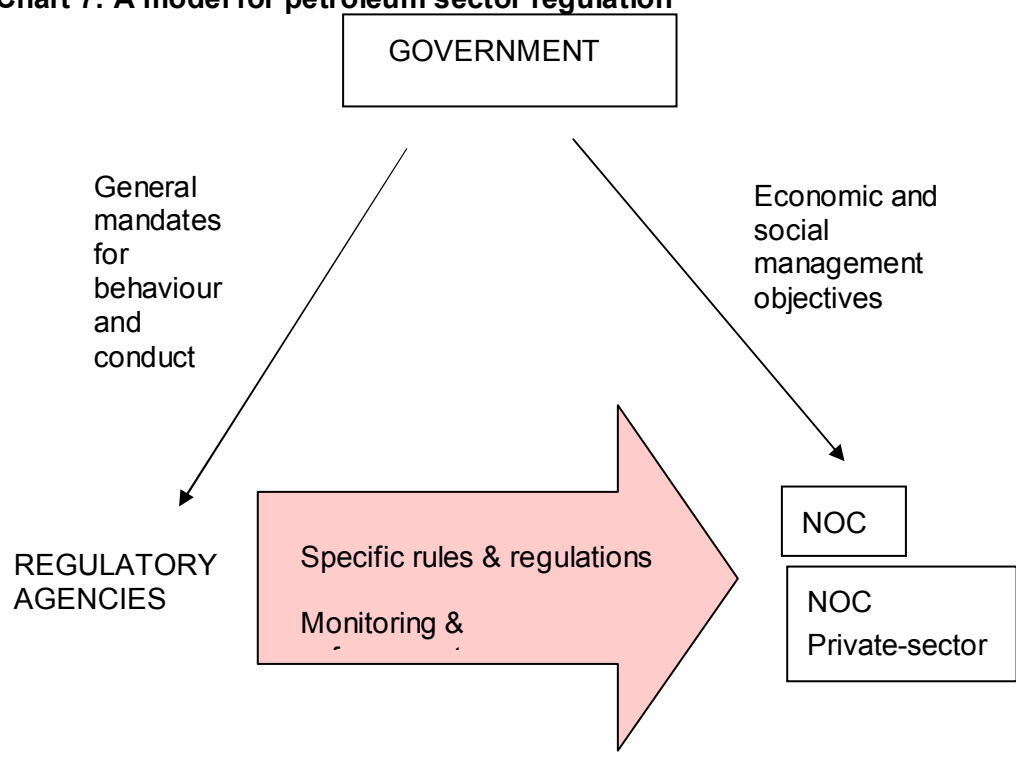 Chart 7: A model for petroleum sector regulation
GOVERNMENT
General
mandates
for
behaviour
and
conduct
Economic and
social
management
objectives
REGULATORY
AGENCIES
Specific rules & regulations
Monitoring &
NOC
NOC
Private-sector